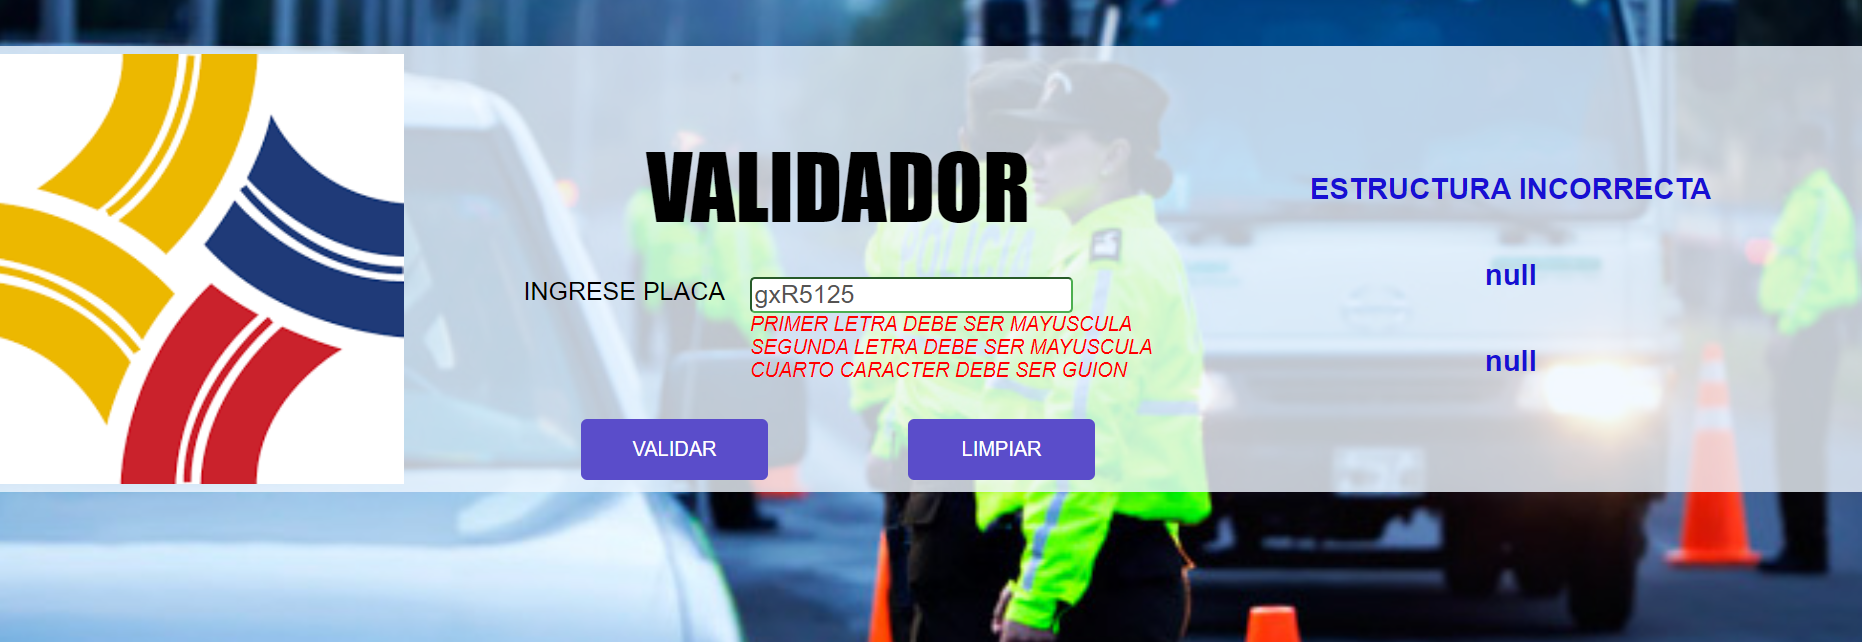 VALIDADOR
INGRESE PLACA
gxR5125
PRIMER LETRA DEBE SER MAYUSCULA
SEGUNDA LETRA DEBE SER MAYUSCULA
CUARTO CARACTER DEBE SER GUION
VALIDAR
LIMPIAR
ESTRUCTURA INCORRECTA
null
null
POLICIA